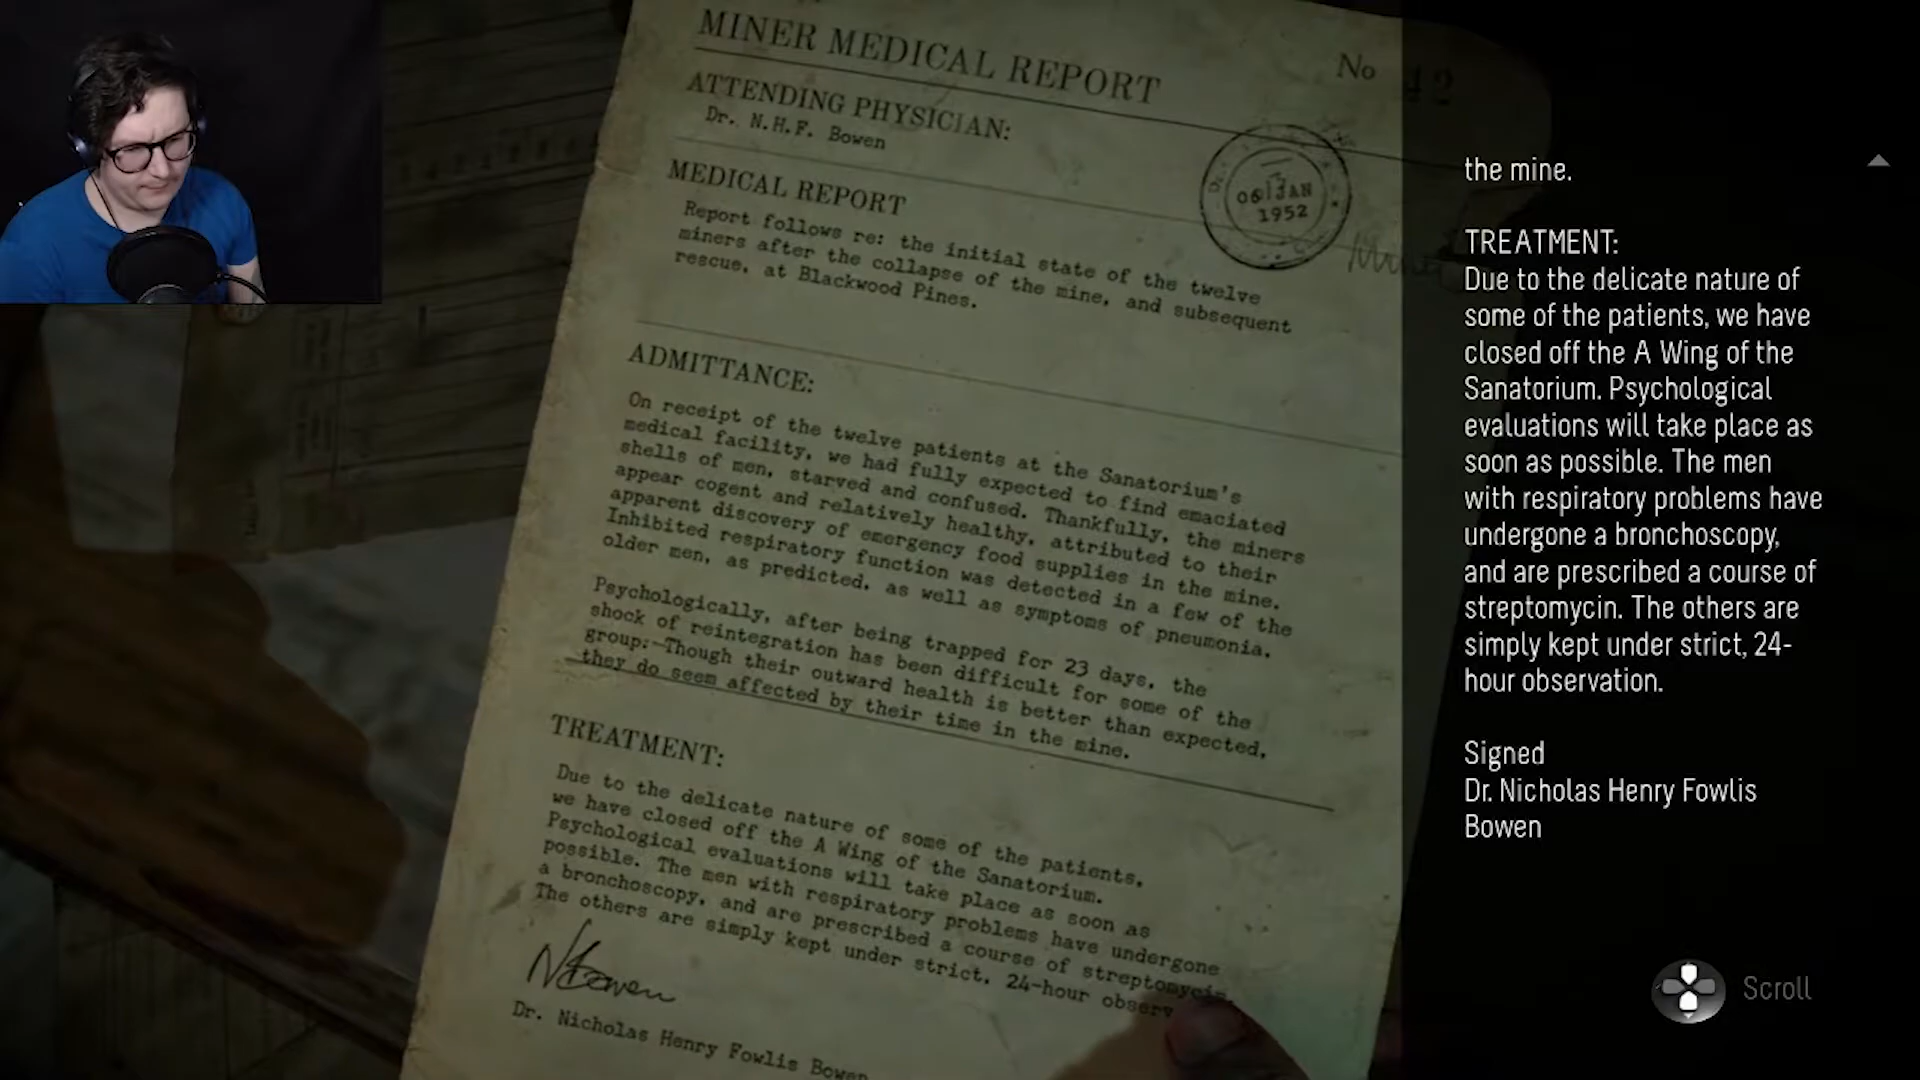 MINER MEDICAL REPORT
No 42
ATTENDING PHYSICIAN:
Dr. N.H.F. Bowen
06 JAN
1952
MEDICAL REPORT
Report follows re: the initial state of the twelve
miners after the collapse of the mine, and subsequent
rescue, at Blackwood Pines.
ADMITTANCE:
On receipt of the twelve patients at the Sanatorium's
medical facility, we had fully expected to find emaciated
shells of men, starved and confused. Thankfully, the miners
appear cogent and relatively healthy, attributed to their
apparent discovery of emergency food supplies in the mine.
Inhibited respiratory function was detected in a few of the
older men, as predicted, as well as symptoms of pneumonia.
Psychologically, after being trapped for 23 days, the
shock of reintegration has been difficult for some of the
group: Though their outward health is better than expected,
they do seem affected by their time in the mine.
TREATMENT:
Due to the delicate nature of some of the patients,
we have closed off the A Wing of the Sanatorium.
Psychological evaluations will take place as soon as
possible. The men with respiratory problems have undergone
a bronchoscopy, and are prescribed a course of streptomycin.
The others are simply kept under strict, 24-hour observ
NBowen
Dr. Nicholas Henry Fowlis Bowen
the mine.
TREATMENT:
Due to the delicate nature of
some of the patients, we have
closed off the A Wing of the
Sanatorium. Psychological
evaluations will take place as
soon as possible. The men
with respiratory problems have
undergone a bronchoscopy,
and are prescribed a course of
streptomycin. The others are
simply kept under strict, 24-
hour observation.
Signed
Dr. Nicholas Henry Fowlis
Bowen
Scroll